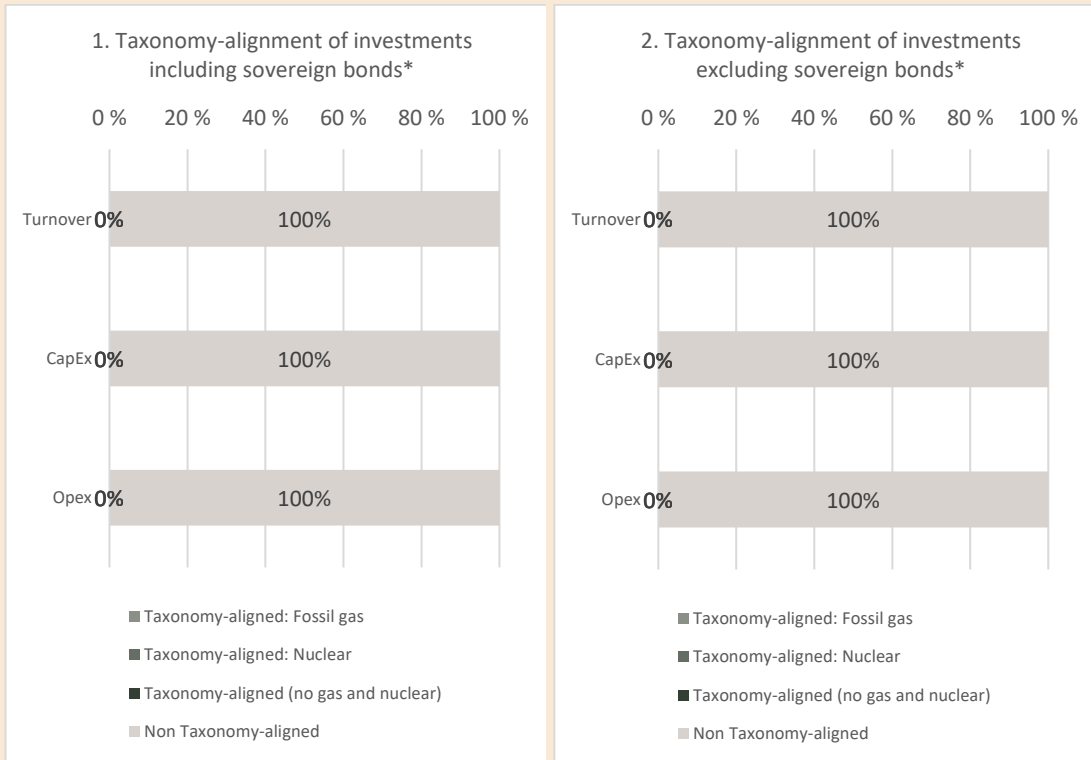 1. Taxonomy-alignment of investments
including sovereign bonds*
0 % 20 % 40 % 60 % 80 % 100 %
Turnover 0% 100%
CapEx 0% 100%
Opex 0% 100%
Taxonomy-aligned: Fossil gas
Taxonomy-aligned: Nuclear
Taxonomy-aligned (no gas and nuclear)
Non Taxonomy-aligned
2. Taxonomy-alignment of investments
excluding sovereign bonds*
0 % 20 % 40 % 60 % 80 % 100 %
Turnover 0% 100%
CapEx 0% 100%
Opex 0% 100%
Taxonomy-aligned: Fossil gas
Taxonomy-aligned: Nuclear
Taxonomy-aligned (no gas and nuclear)
Non Taxonomy-aligned